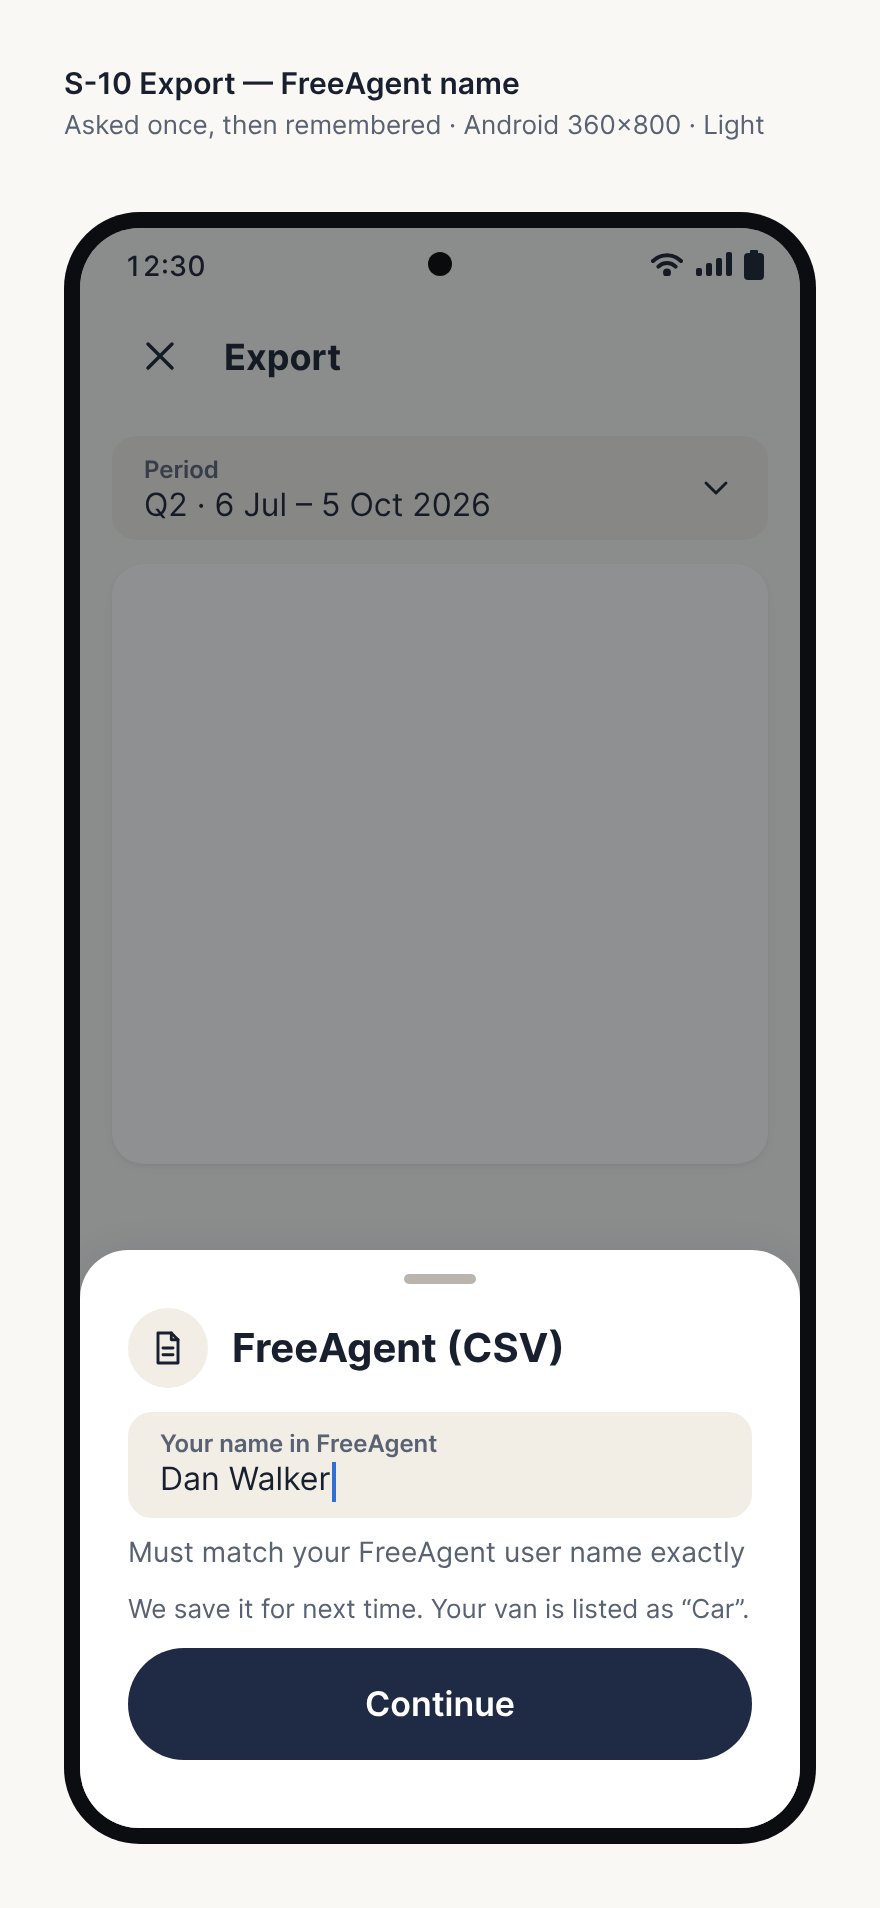 S-10 Export — FreeAgent name
Asked once, then remembered · Android 360×800 · Light
12:30
Export
Period
Q2 · 6 Jul – 5 Oct 2026
FreeAgent (CSV)
Your name in FreeAgent
Dan Walker
Must match your FreeAgent user name exactly
We save it for next time. Your van is listed as “Car”.
Continue